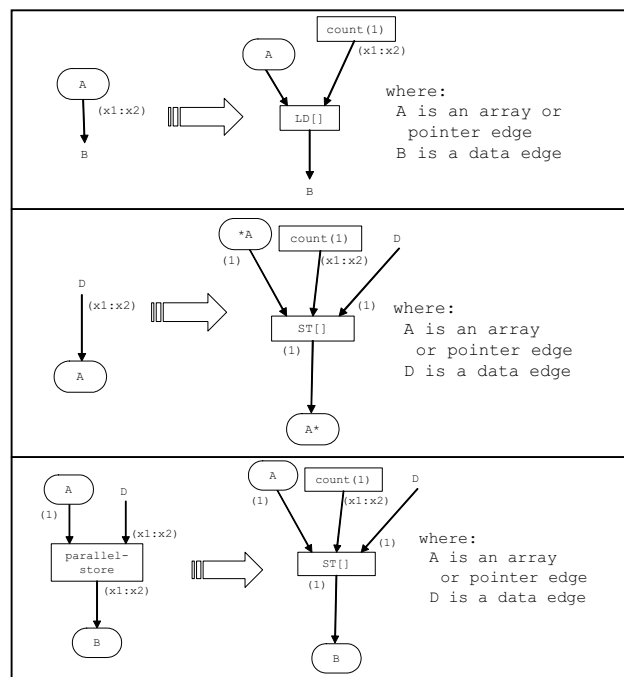 A
(x1:x2)
B
A
count(1)
(x1:x2)
LD[]
B
where:
A is an array or
pointer edge
B is a data edge
D
(x1:x2)
A
*A
(1)
count(1)
(x1:x2)
D
(1)
ST[]
(1)
A*
where:
A is an array
or pointer edge
D is a data edge
A
(1)
D
(x1:x2)
parallel-
store
(x1:x2)
B
A
(1)
count(1)
(x1:x2)
D
(1)
ST[]
(1)
B
where:
A is an array
or pointer edge
D is a data edge